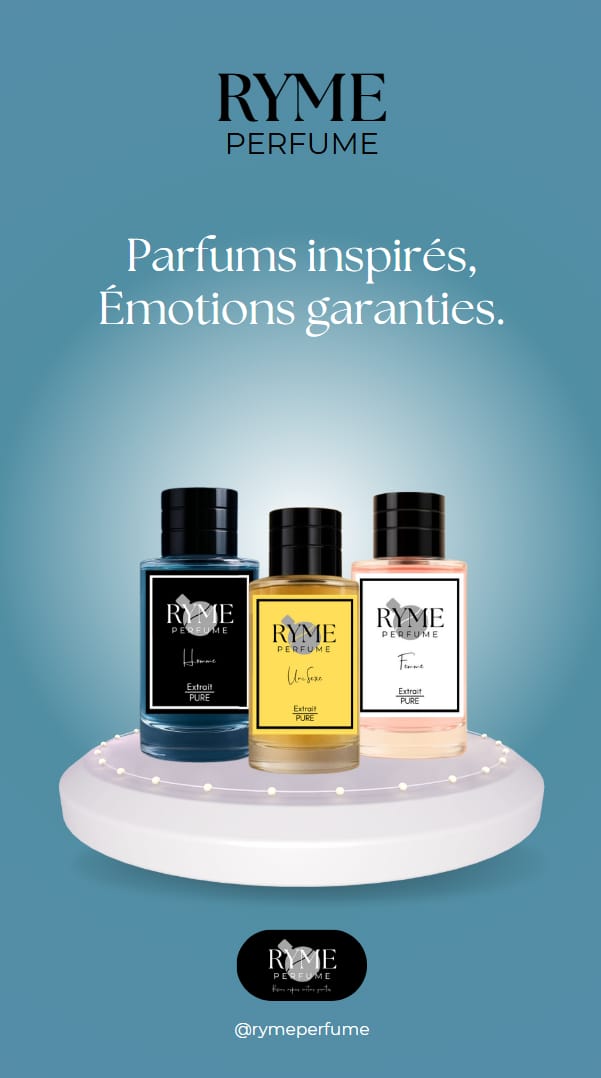 RYME
PERFUME
Parfums inspirés,
Émotions garanties.
RYME
PERFUME
Homme
Extrait
PURE
RYME
PERFUME
UniSexe
Extrait
PURE
RYME
PERFUME
Femme
Extrait
PURE
RYME
PERFUME
@rymeperfume